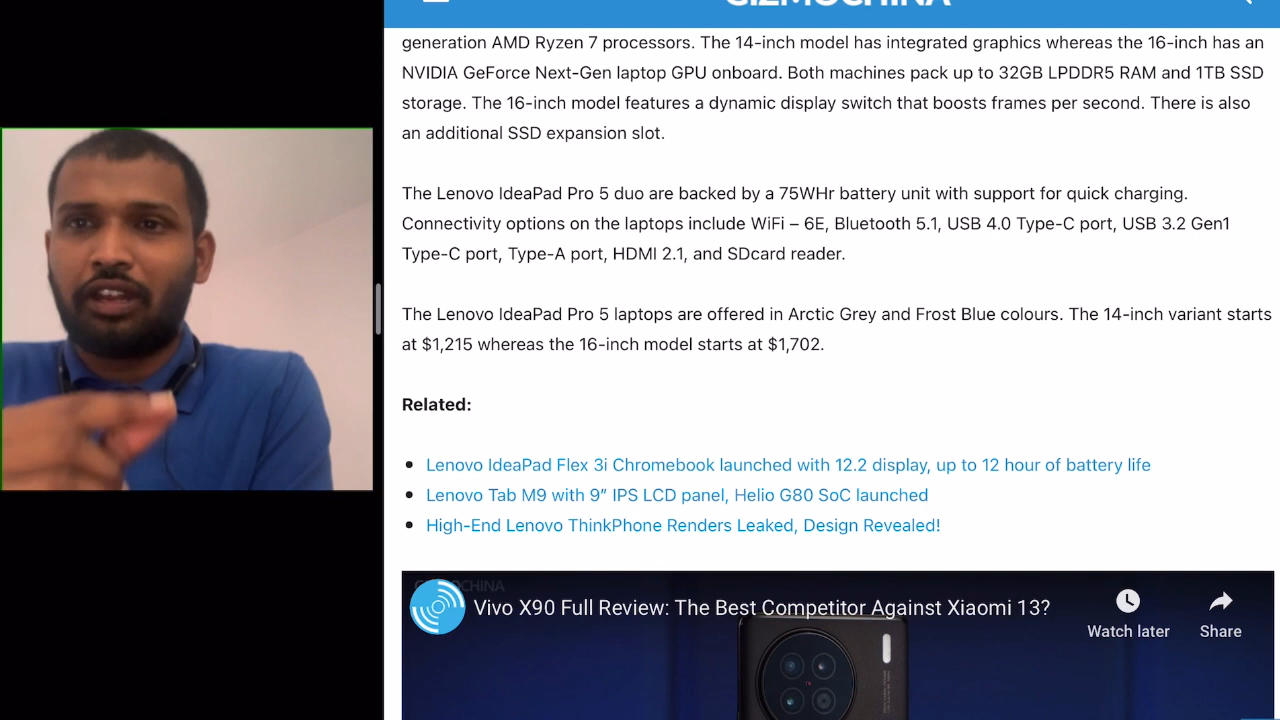 GIZMOCHINA
generation AMD Ryzen 7 processors. The 14-inch model has integrated graphics whereas the 16-inch has an
NVIDIA GeForce Next-Gen laptop GPU onboard. Both machines pack up to 32GB LPDDR5 RAM and 1TB SSD
storage. The 16-inch model features a dynamic display switch that boosts frames per second. There is also
an additional SSD expansion slot.
The Lenovo IdeaPad Pro 5 duo are backed by a 75WHr battery unit with support for quick charging.
Connectivity options on the laptops include WiFi – 6E, Bluetooth 5.1, USB 4.0 Type-C port, USB 3.2 Gen1
Type-C port, Type-A port, HDMI 2.1, and SDcard reader.
The Lenovo IdeaPad Pro 5 laptops are offered in Arctic Grey and Frost Blue colours. The 14-inch variant starts
at $1,215 whereas the 16-inch model starts at $1,702.
Related:
Lenovo IdeaPad Flex 3i Chromebook launched with 12.2 display, up to 12 hour of battery life
Lenovo Tab M9 with 9″ IPS LCD panel, Helio G80 SoC launched
High-End Lenovo ThinkPhone Renders Leaked, Design Revealed!
GIZMOCHINA
Vivo X90 Full Review: The Best Competitor Against Xiaomi 13?
Watch later
Share